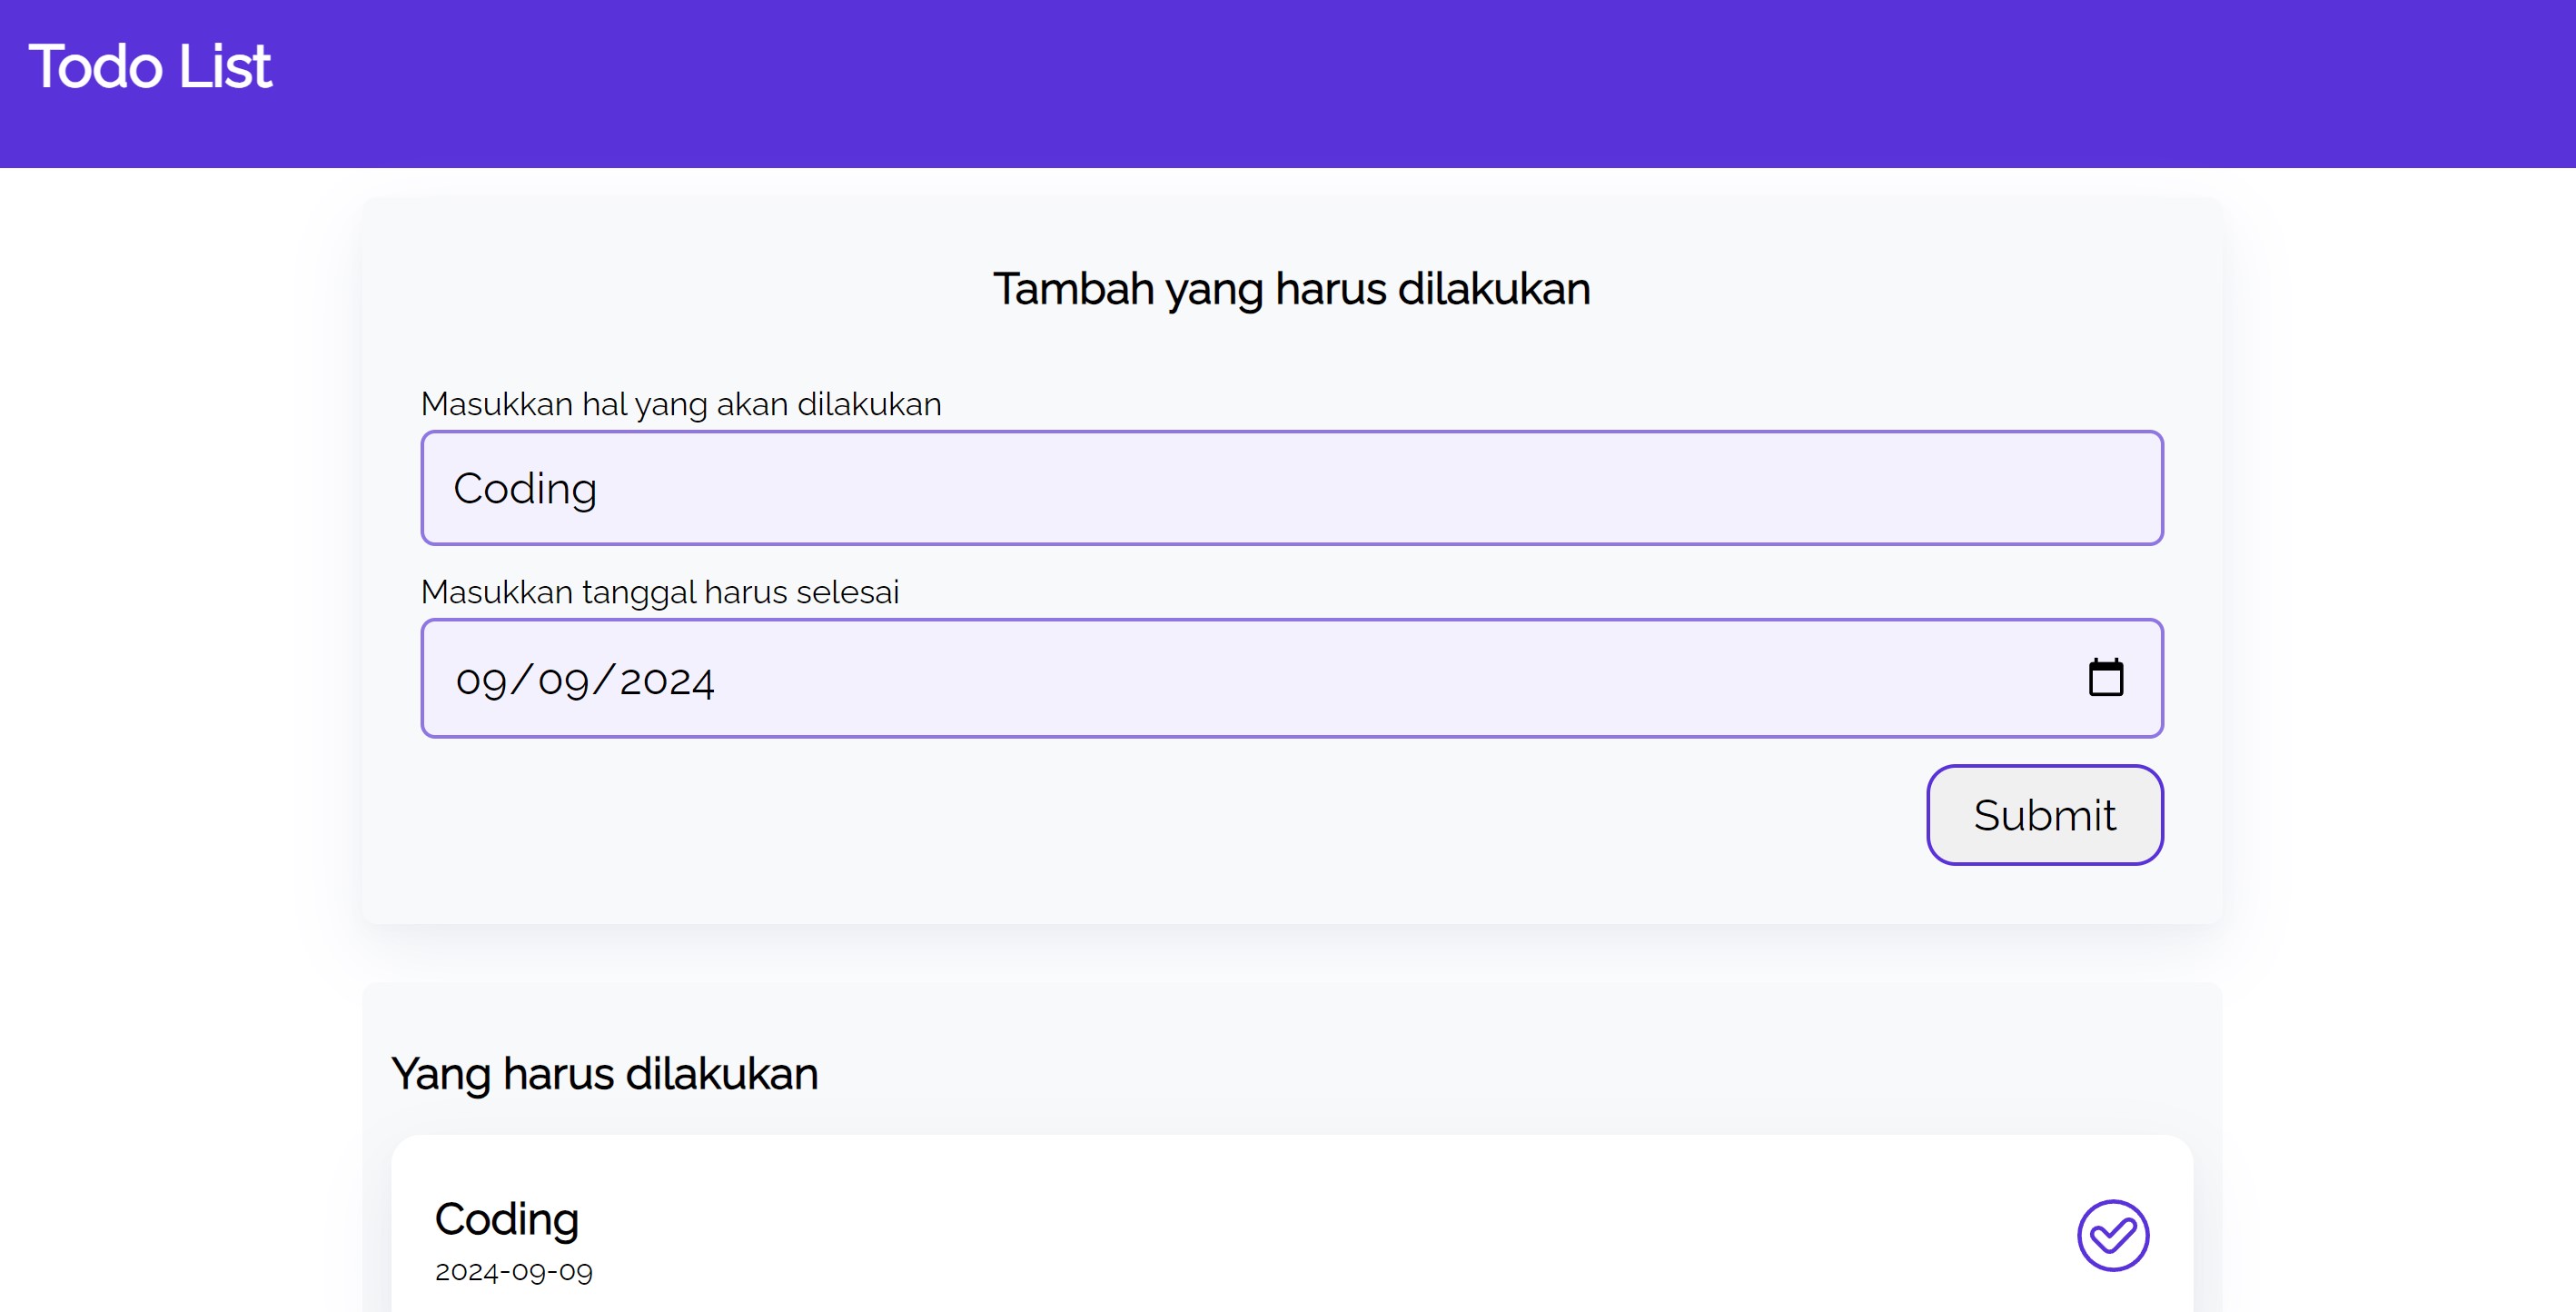 Todo List
Tambah yang harus dilakukan
Masukkan hal yang akan dilakukan
Coding
Masukkan tanggal harus selesai
09/09/2024
Submit
Yang harus dilakukan
Coding
2024-09-09